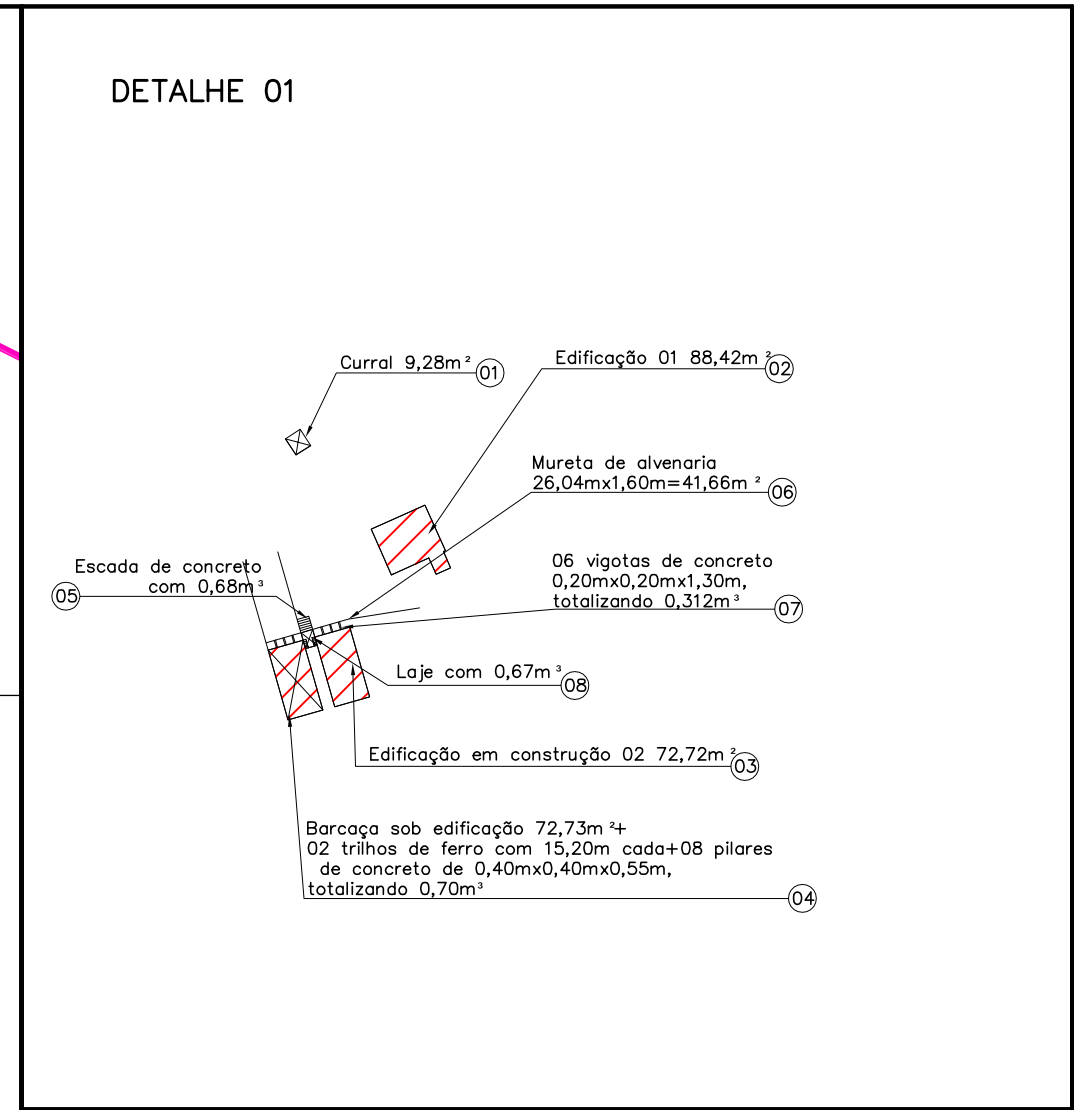 DETALHE 01
Curral 9,28m²
01
Edificação 01 88,42m²
02
Mureta de alvenaria
26,04mx1,60m=41,66m²
06
Escada de concreto
com 0,68m³
05
06 vigotas de concreto
0,20mx0,20mx1,30m,
totalizando 0,312m³
07
Laje com 0,67m³
08
Edificação em construção 02 72,72m²
03
Barcaça sob edificação 72,73m²+
02 trilhos de ferro com 15,20m cada+08 pilares
de concreto de 0,40mx0,40mx0,55m,
totalizando 0,70m³
04